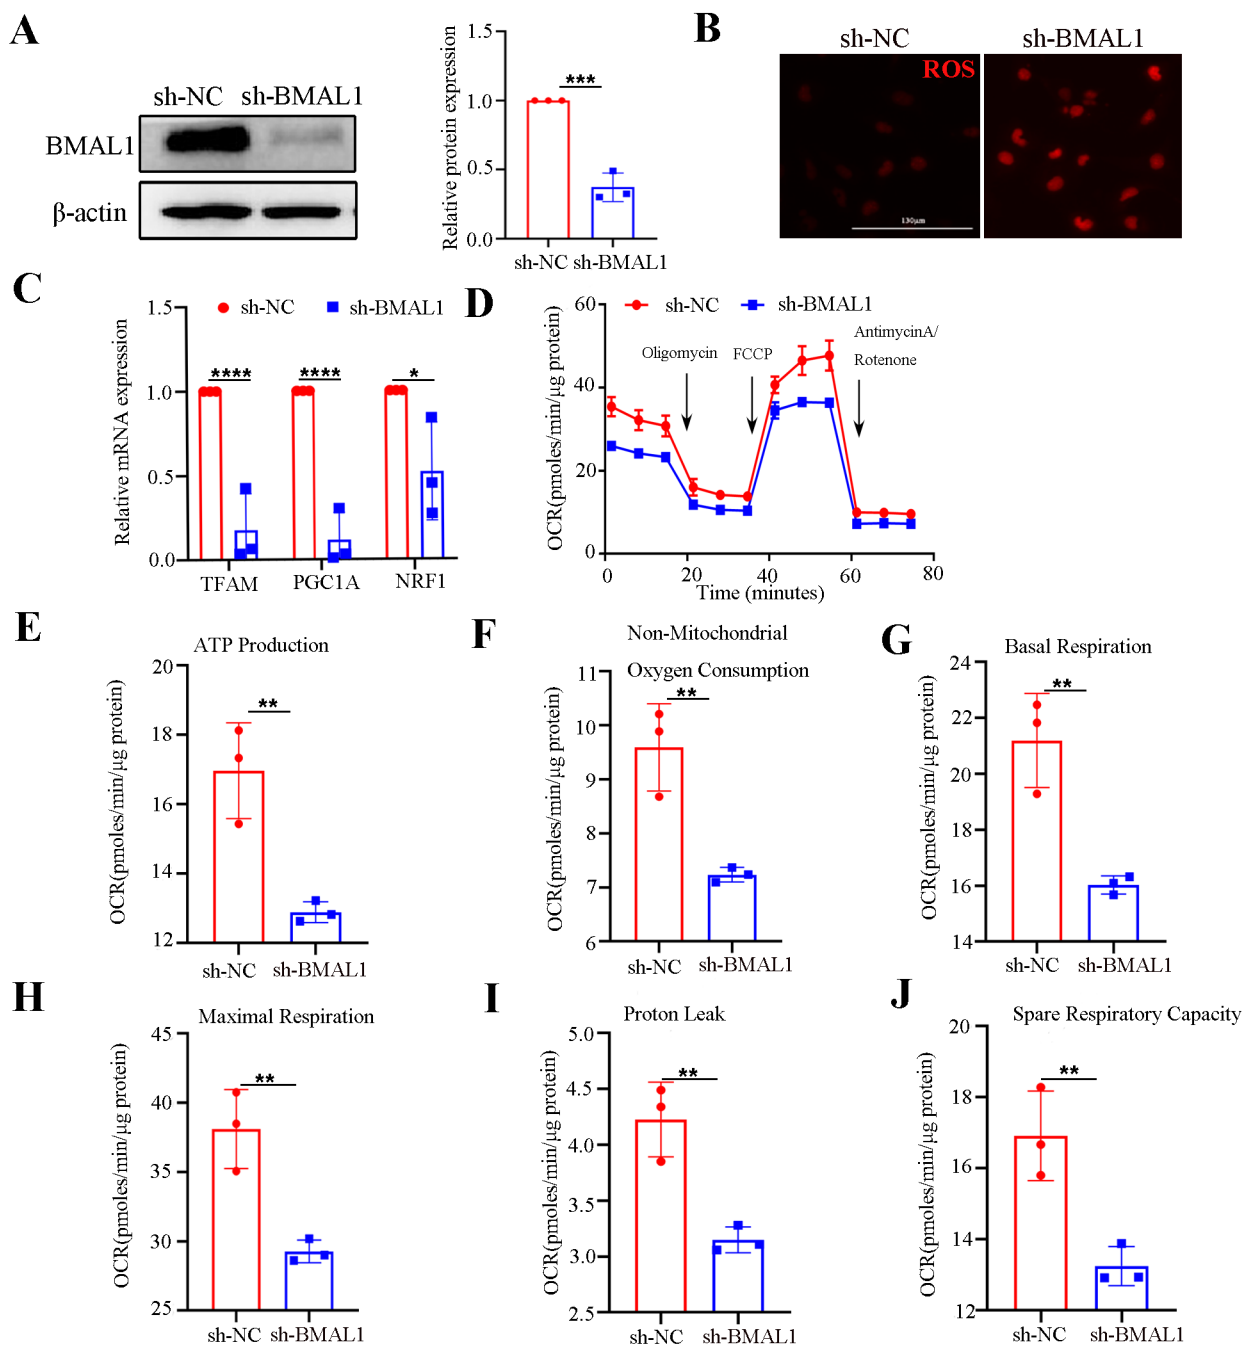 A
sh-NC sh-BMAL1
BMAL1
β-actin
Relative protein expression
1.5
1.0
0.5
0.0
***
sh-NC sh-BMAL1
B
sh-NC sh-BMAL1
ROS
130μm
C
Relative mRNA expression
1.5
1.0
0.5
0.0
sh-NC sh-BMAL1
**** **** *
TFAM PGC1A NRF1
D
OCR(pmoles/min/μg protein)
60
40
20
0
sh-NC sh-BMAL1
Oligomycin FCCP AntimycinA/
Rotenone
0 20 40 60 80
Time (minutes)
E
ATP Production
OCR(pmoles/min/μg protein)
20
18
16
14
12
**
sh-NC sh-BMAL1
F
Non-Mitochondrial
Oxygen Consumption
OCR(pmoles/min/μg protein)
11
10
9
8
7
6
**
sh-NC sh-BMAL1
G
Basal Respiration
OCR(pmoles/min/μg protein)
24
22
20
18
16
14
**
sh-NC sh-BMAL1
H
Maximal Respiration
OCR(pmoles/min/μg protein)
45
40
35
30
25
**
sh-NC sh-BMAL1
I
Proton Leak
OCR(pmoles/min/μg protein)
5.0
4.5
4.0
3.5
3.0
2.5
**
sh-NC sh-BMAL1
J
Spare Respiratory Capacity
OCR(pmoles/min/μg protein)
20
18
16
14
12
**
sh-NC sh-BMAL1